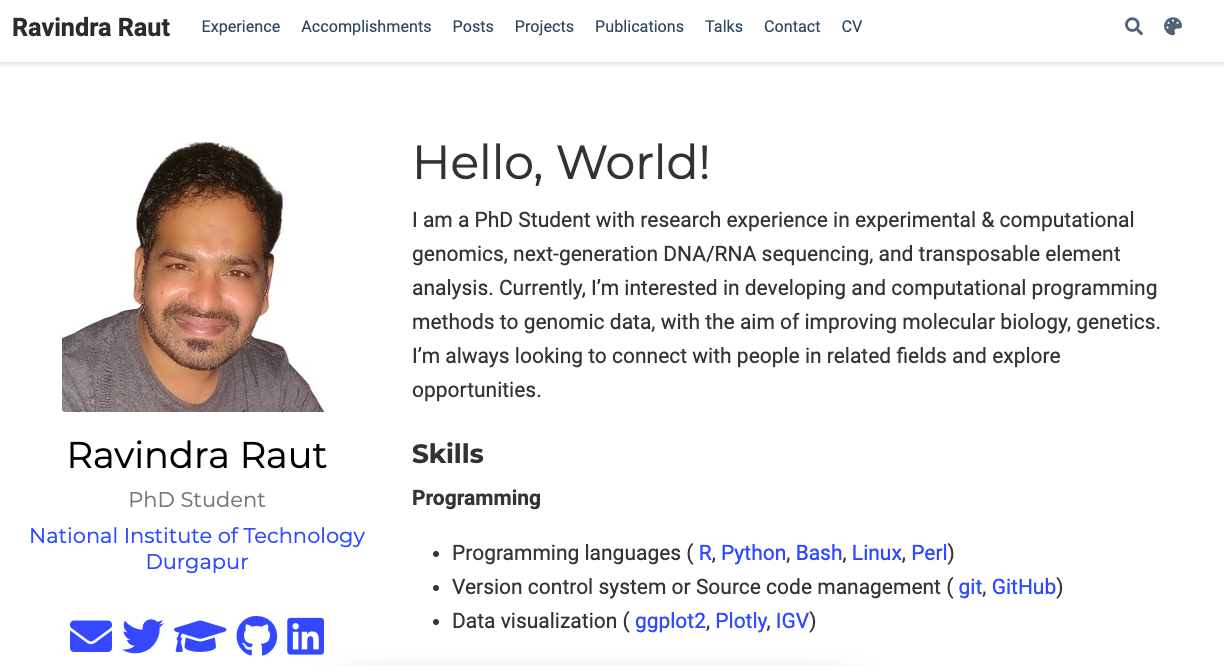 Ravindra Raut Experience Accomplishments Posts Projects Publications Talks Contact CV
Hello, World!
I am a PhD Student with research experience in experimental & computational
genomics, next-generation DNA/RNA sequencing, and transposable element
analysis. Currently, I’m interested in developing and computational programming
methods to genomic data, with the aim of improving molecular biology, genetics.
I’m always looking to connect with people in related fields and explore
opportunities.
Ravindra Raut
PhD Student
National Institute of Technology
Durgapur
Skills
Programming
• Programming languages ( R, Python, Bash, Linux, Perl)
• Version control system or Source code management ( git, GitHub)
• Data visualization ( ggplot2, Plotly, IGV)
in